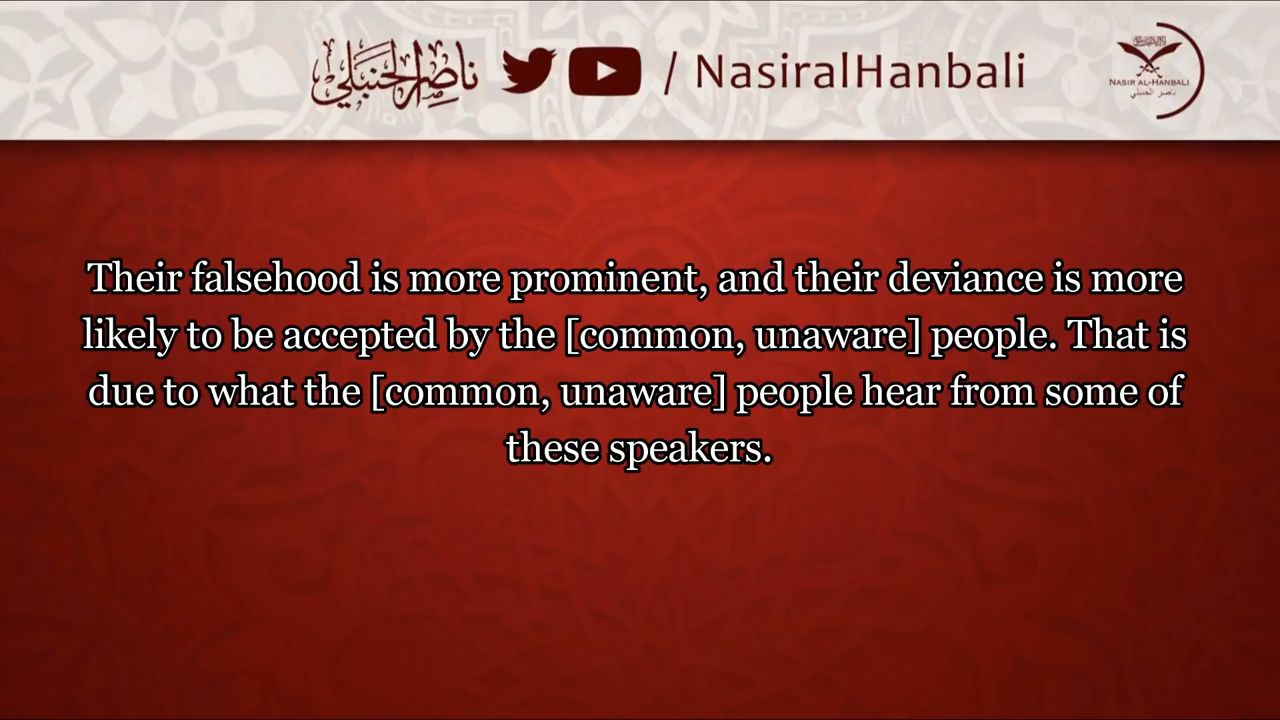 ناصر الحنبلي / NasiralHanbali
NASIR AL-HANBALI
ناصر الحنبلي
Their falsehood is more prominent, and their deviance is more
likely to be accepted by the [common, unaware] people. That is
due to what the [common, unaware] people hear from some of
these speakers.